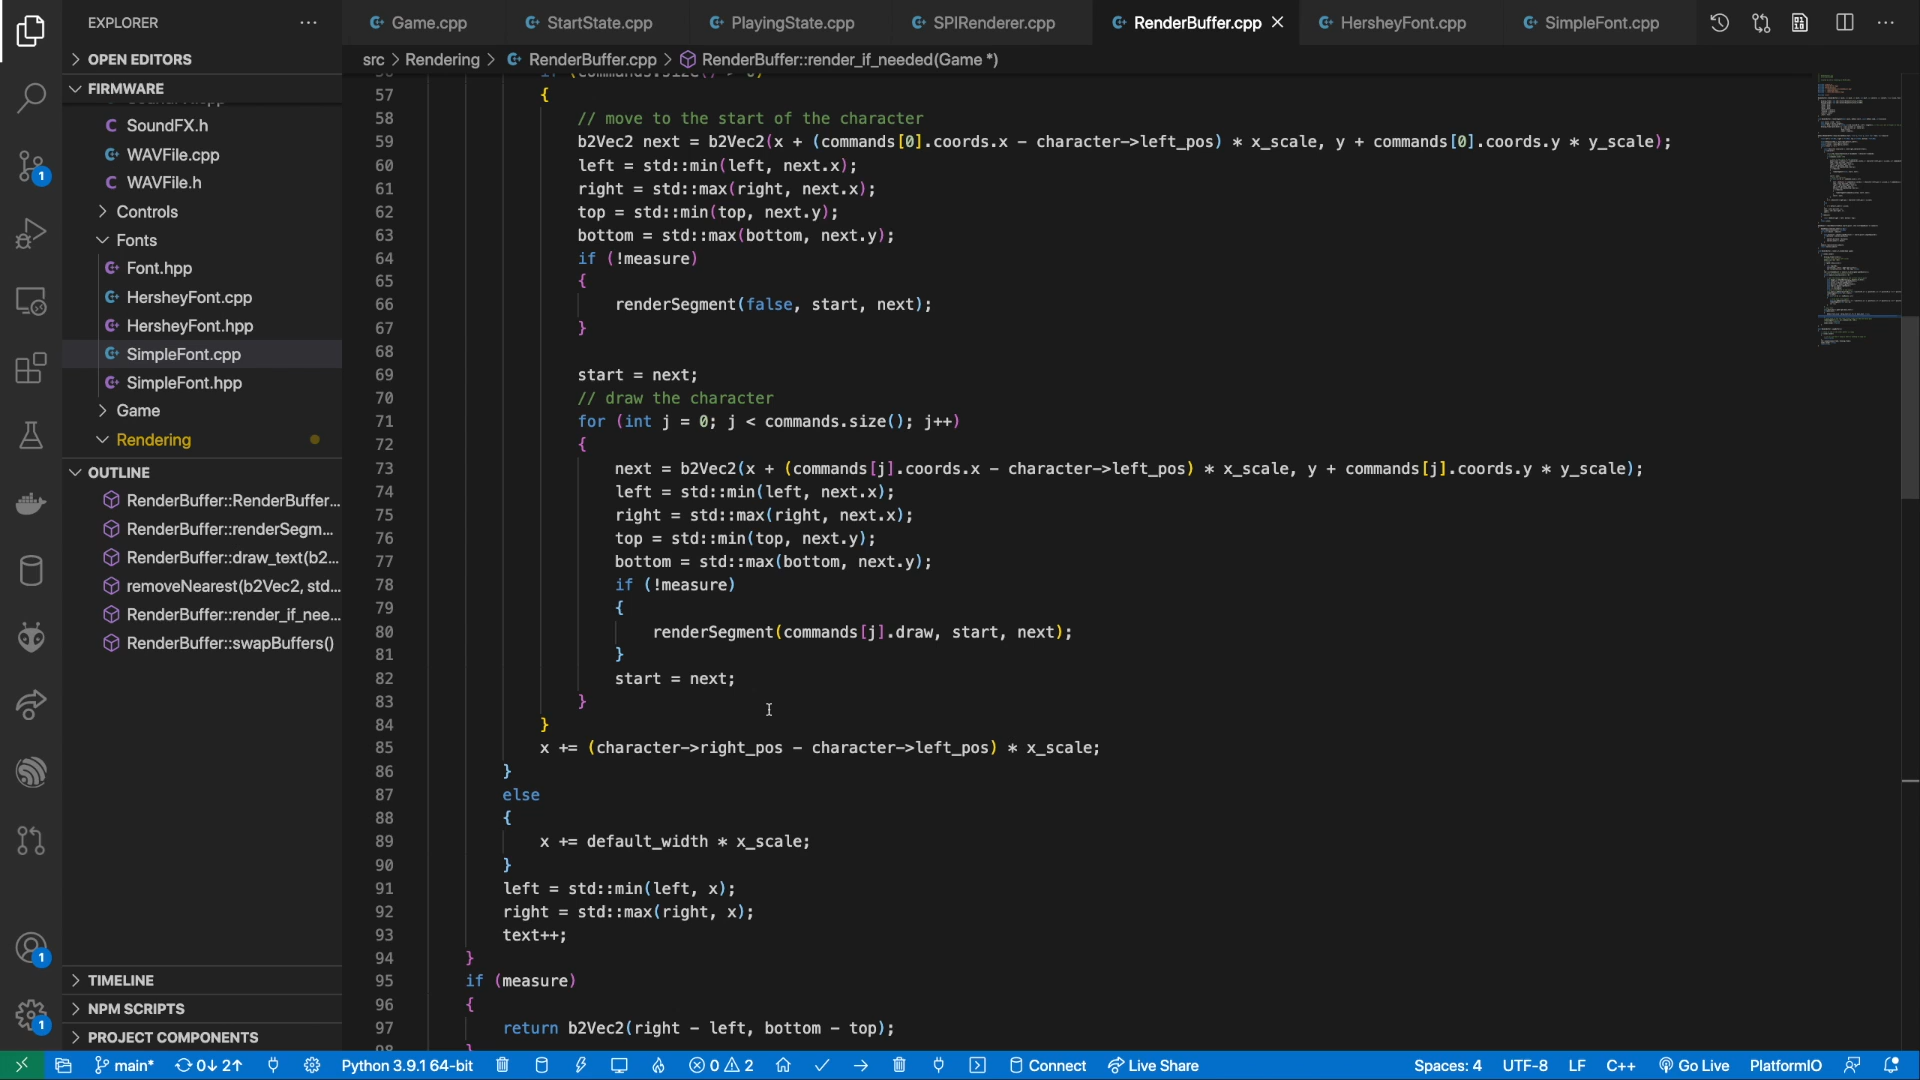 EXPLORER
Game.cpp
StartState.cpp
PlayingState.cpp
SPIRenderer.cpp
RenderBuffer.cpp
HersheyFont.cpp
SimpleFont.cpp
OPEN EDITORS
src > Rendering > RenderBuffer.cpp > RenderBuffer::render_if_needed(Game *)
FIRMWARE
SoundFX.h
WAVFile.cpp
WAVFile.h
Controls
Fonts
Font.hpp
HersheyFont.cpp
HersheyFont.hpp
SimpleFont.cpp
SimpleFont.hpp
Game
Rendering
OUTLINE
RenderBuffer::RenderBuffer...
RenderBuffer::renderSegm...
RenderBuffer::draw_text(b2...
removeNearest(b2Vec2, std...
RenderBuffer::render_if_nee...
RenderBuffer::swapBuffers()
TIMELINE
NPM SCRIPTS
PROJECT COMPONENTS
57 {
58 // move to the start of the character
59 b2Vec2 next = b2Vec2(x + (commands[0].coords.x - character->left_pos) * x_scale, y + commands[0].coords.y * y_scale);
60 left = std::min(left, next.x);
61 right = std::max(right, next.x);
62 top = std::min(top, next.y);
63 bottom = std::max(bottom, next.y);
64 if (!measure)
65 {
66 renderSegment(false, start, next);
67 }
68
69 start = next;
70 // draw the character
71 for (int j = 0; j < commands.size(); j++)
72 {
73 next = b2Vec2(x + (commands[j].coords.x - character->left_pos) * x_scale, y + commands[j].coords.y * y_scale);
74 left = std::min(left, next.x);
75 right = std::max(right, next.x);
76 top = std::min(top, next.y);
77 bottom = std::max(bottom, next.y);
78 if (!measure)
79 {
80 renderSegment(commands[j].draw, start, next);
81 }
82 start = next;
83 }
84 }
85 x += (character->right_pos - character->left_pos) * x_scale;
86 }
87 else
88 {
89 x += default_width * x_scale;
90 }
91 left = std::min(left, x);
92 right = std::max(right, x);
93 text++;
94 }
95 if (measure)
96 {
97 return b2Vec2(right - left, bottom - top);
main* 0↓ 2↑ Python 3.9.1 64-bit 0 2 Connect Live Share Spaces: 4 UTF-8 LF C++ Go Live PlatformIO